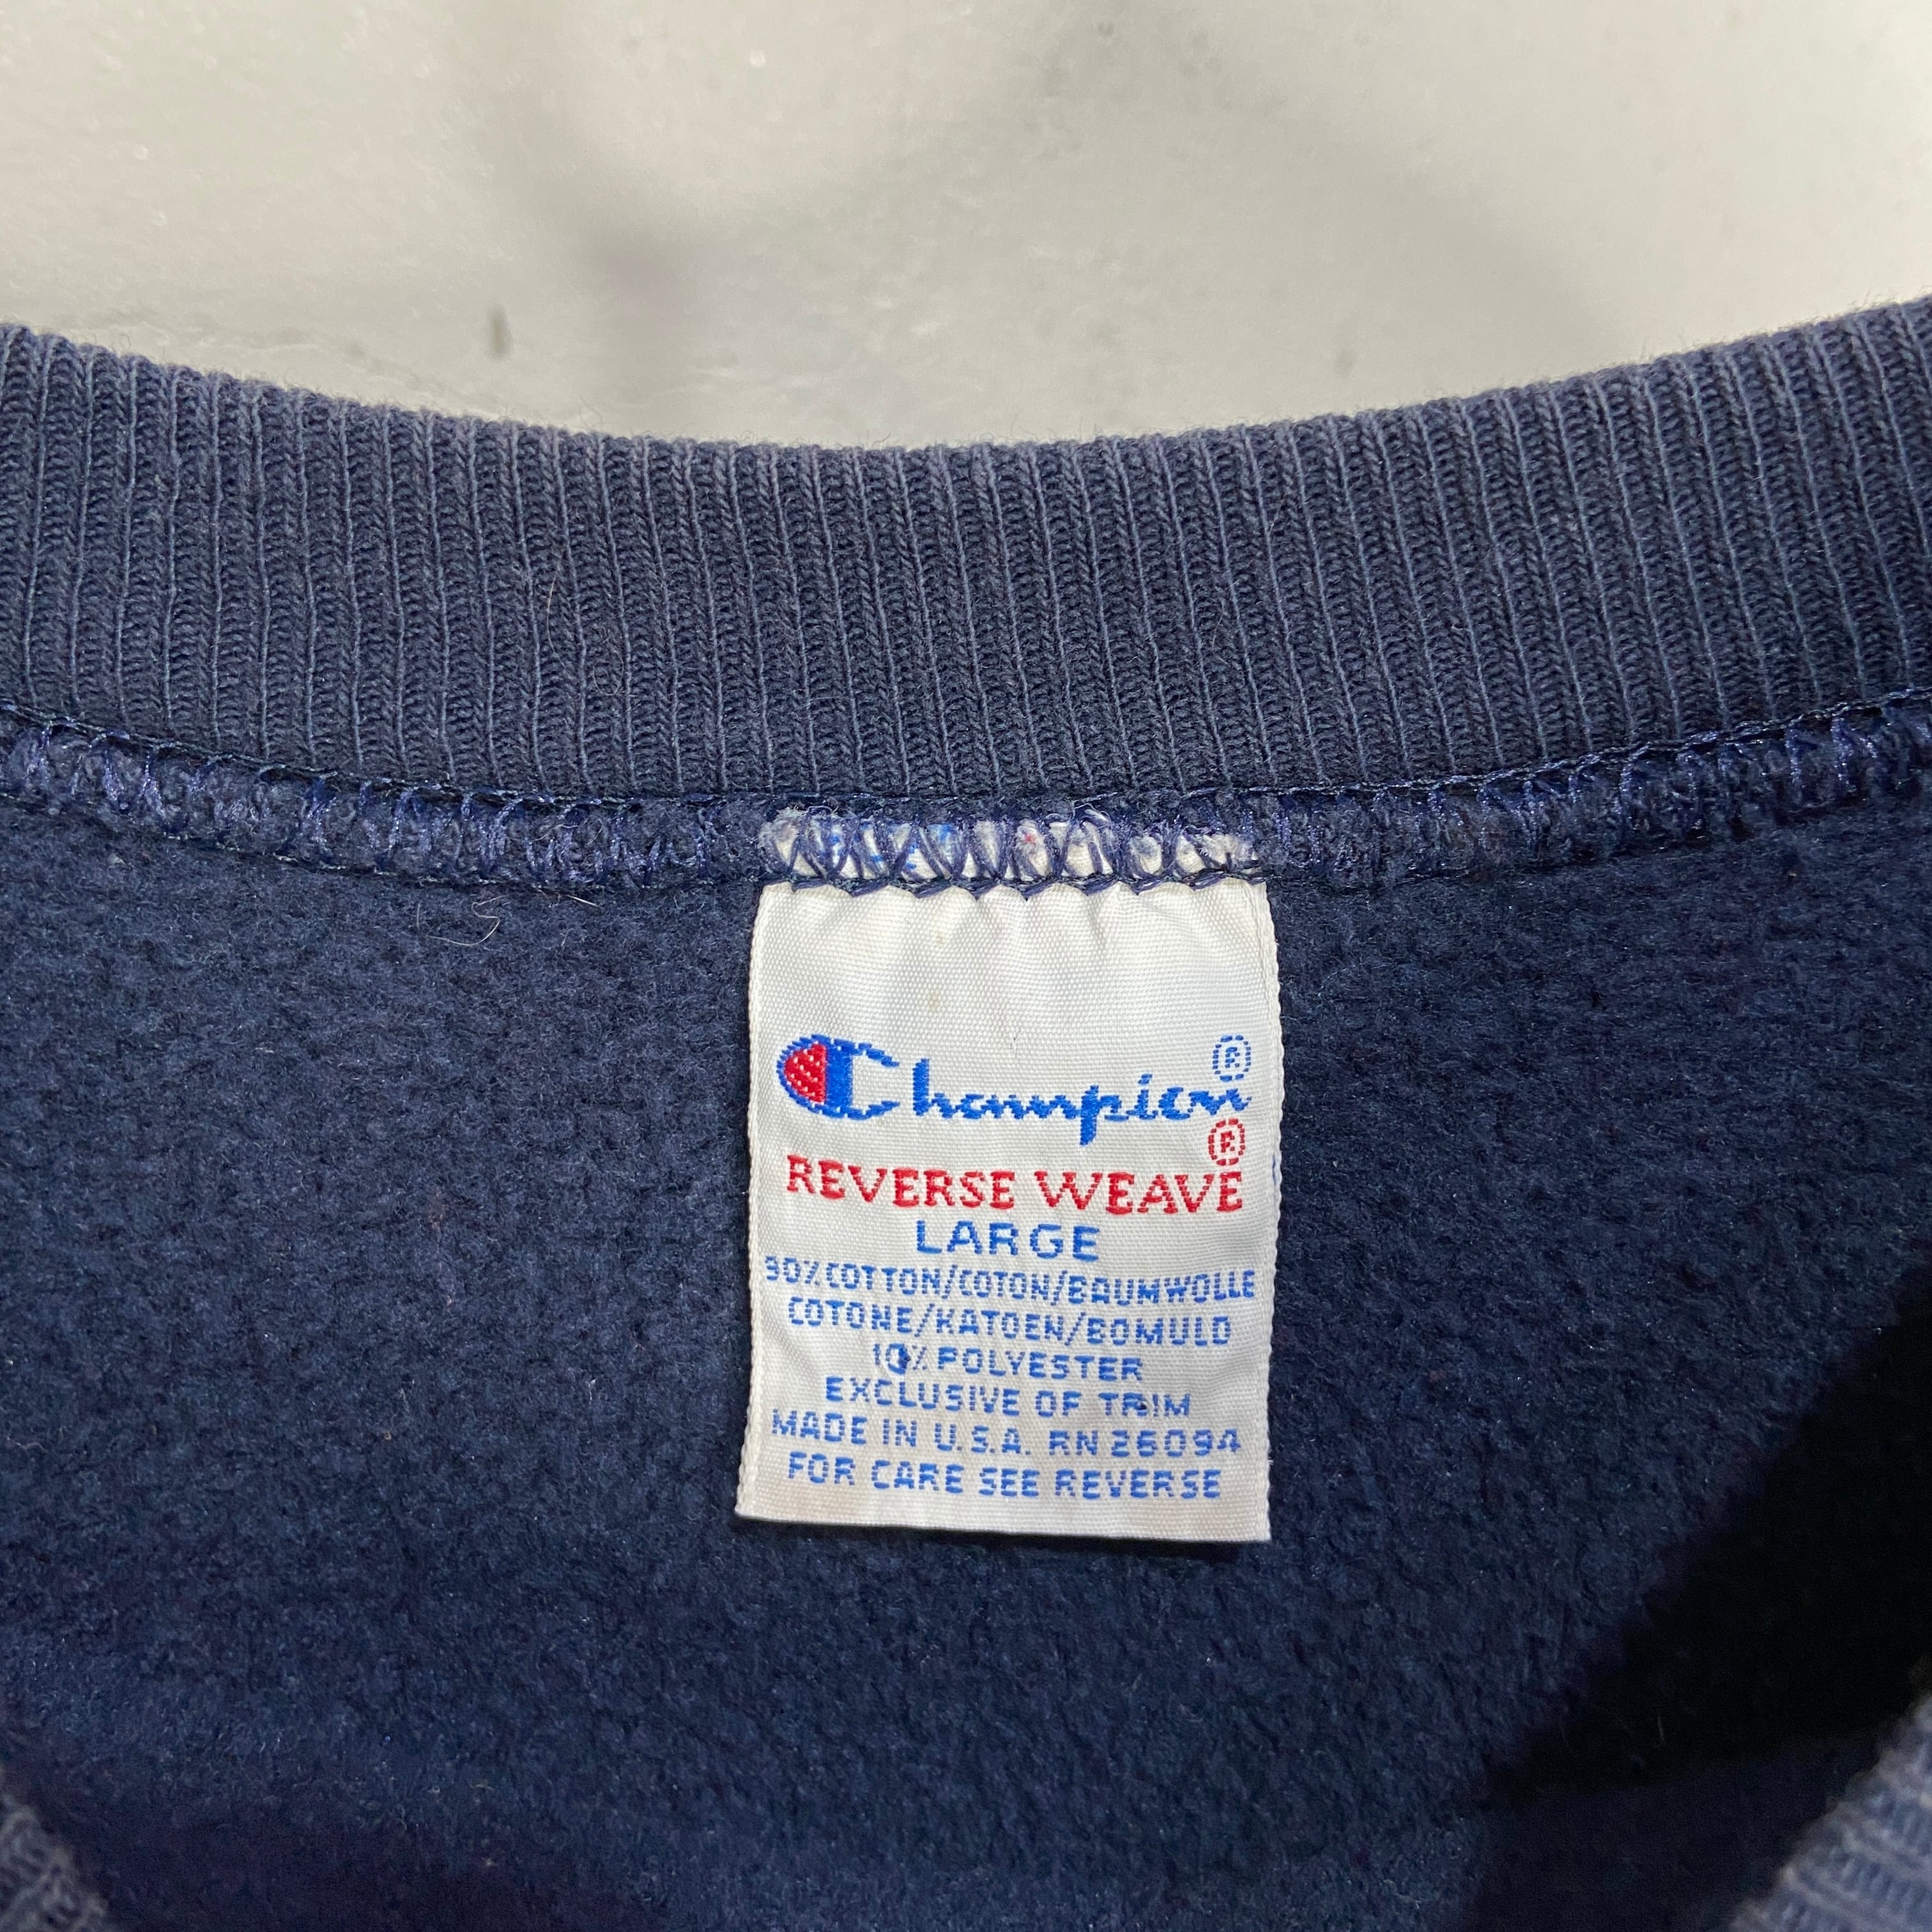 Champion®
REVERSE WEAVE®
LARGE
90% COTTON/COTON/BAUMWOLLE
COTONE/KATOEN/BOMULD
10% POLYESTER
EXCLUSIVE OF TRIM
MADE IN U.S.A. RN 26094
FOR CARE SEE REVERSE